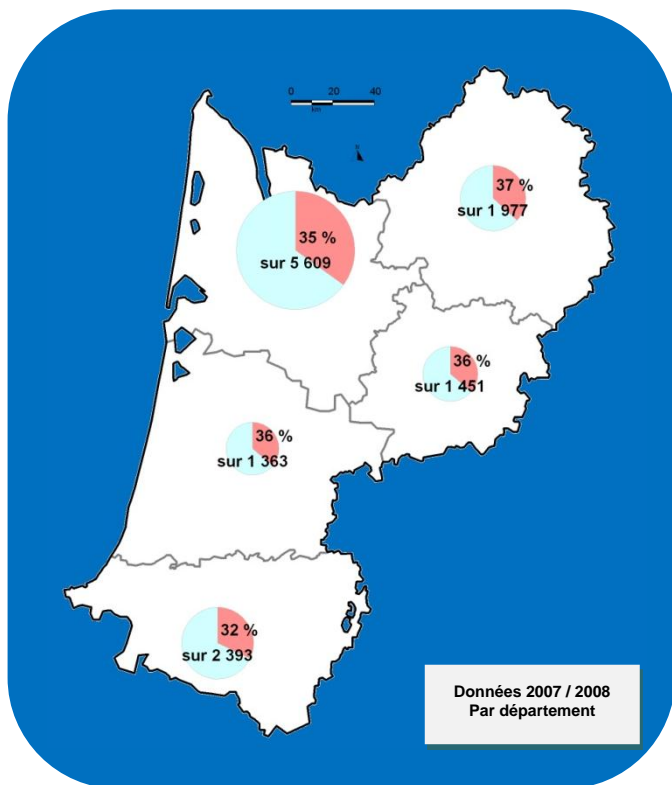 0 20 40
km
N
37 %
sur 1 977
35 %
sur 5 609
36 %
sur 1 451
36 %
sur 1 363
32 %
sur 2 393
Données 2007 / 2008
Par département